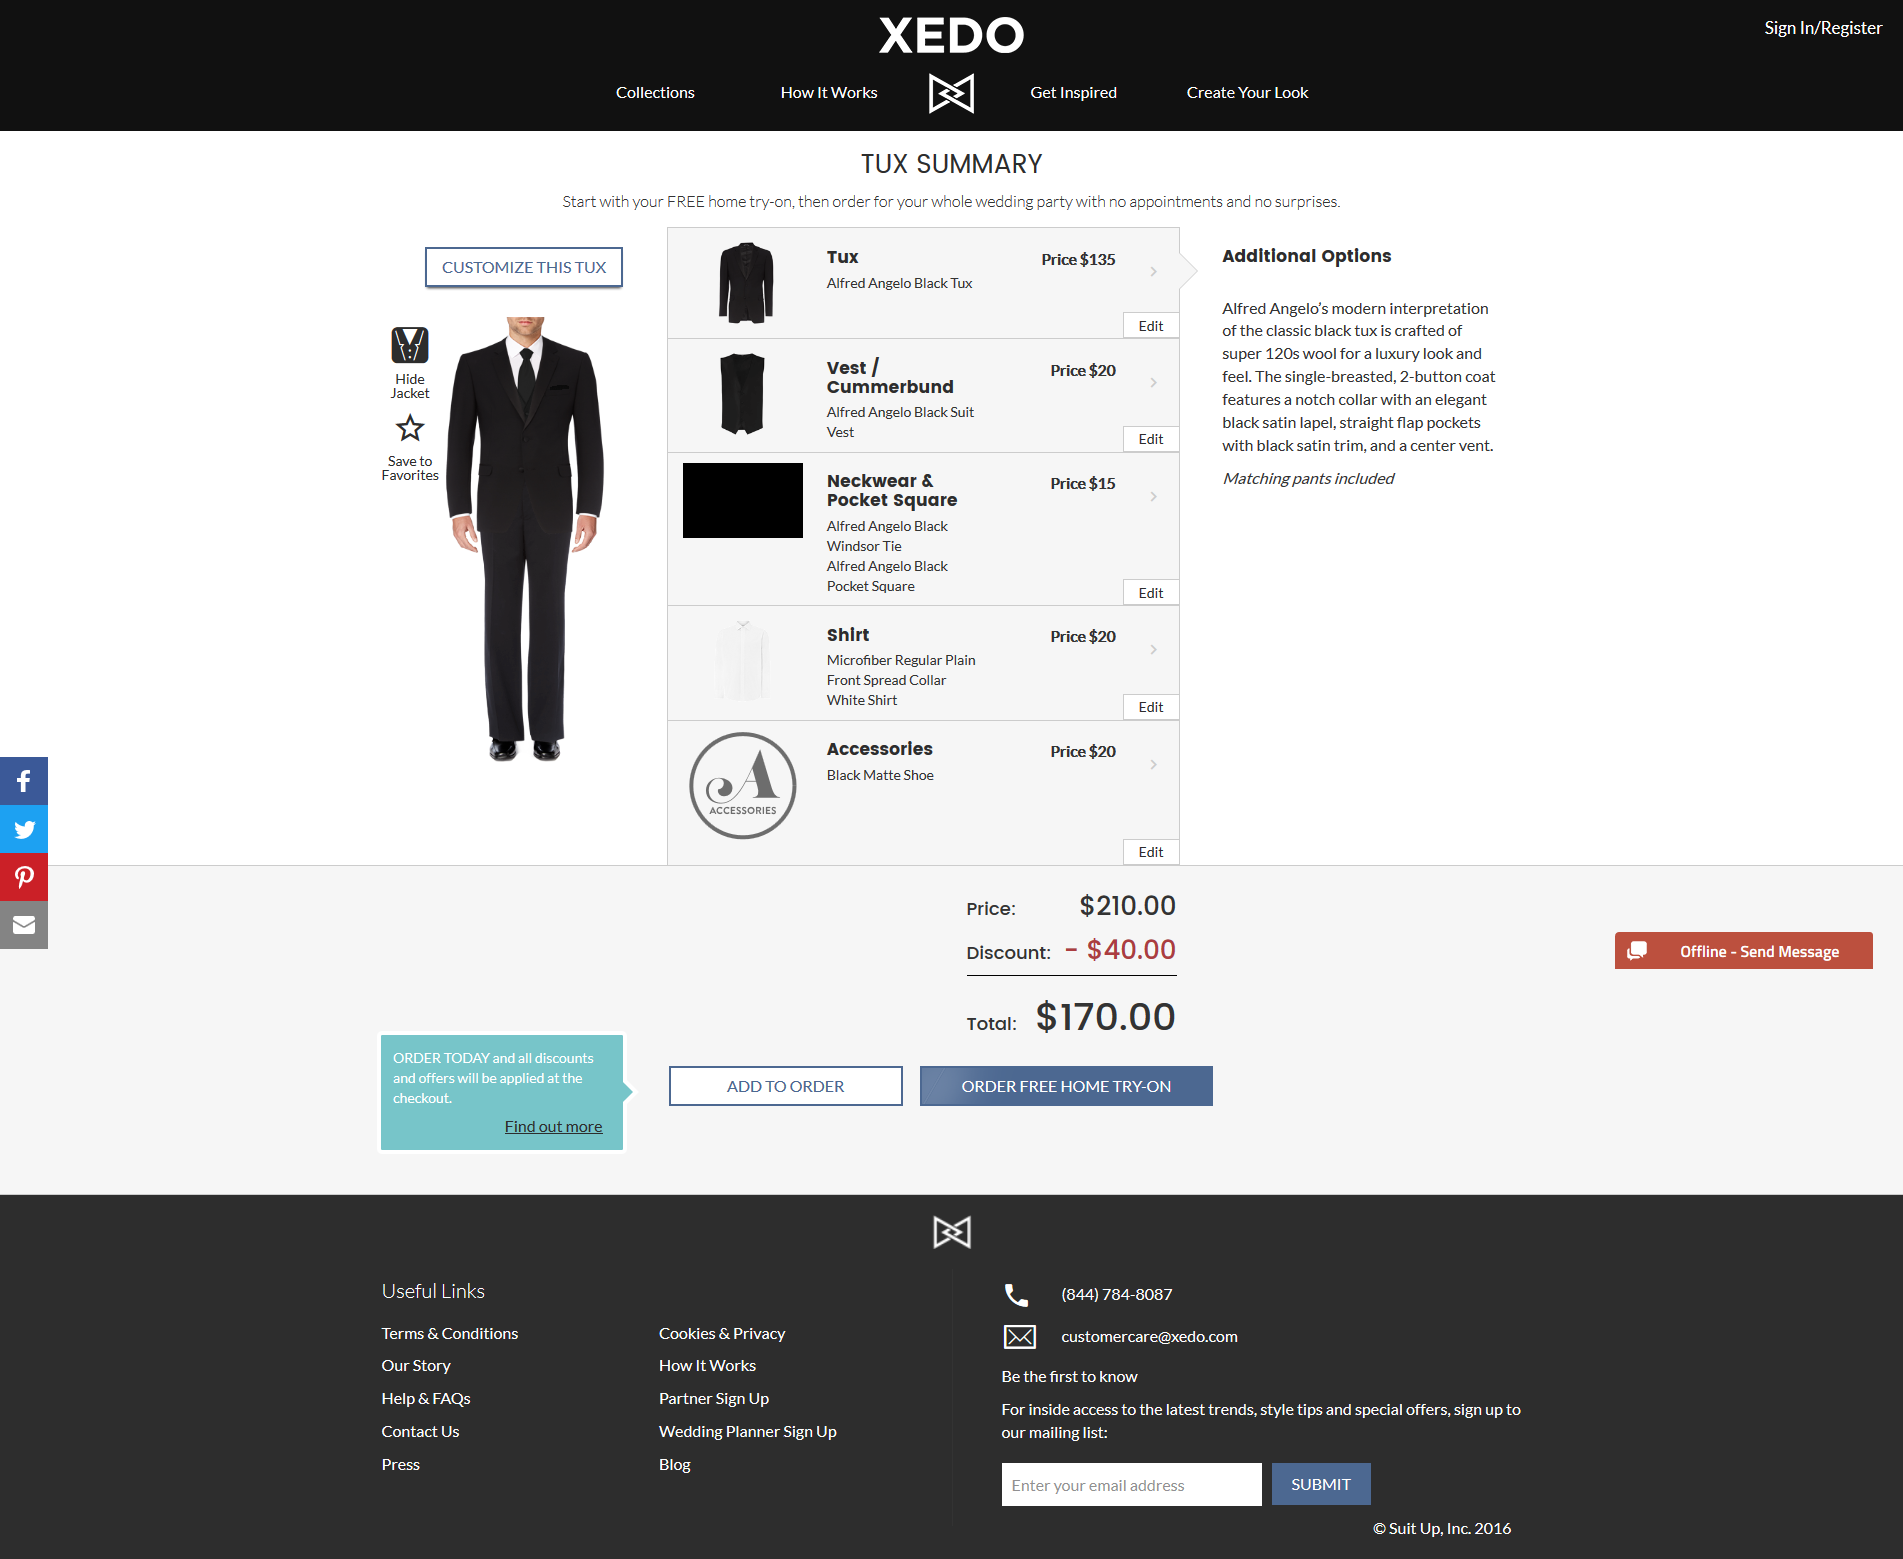 XEDO
Sign In/Register
Collections
How It Works
Get Inspired
Create Your Look
TUX SUMMARY
Start with your FREE home try-on, then order for your whole wedding party with no appointments and no surprises.
CUSTOMIZE THIS TUX
Hide
Jacket
Save to
Favorites
Tux
Price $135
Alfred Angelo Black Tux
Edit
Vest /
Cummerbund
Price $20
Alfred Angelo Black Suit
Vest
Edit
Neckwear &
Pocket Square
Price $15
Alfred Angelo Black
Windsor Tie
Alfred Angelo Black
Pocket Square
Edit
Shirt
Price $20
Microfiber Regular Plain
Front Spread Collar
White Shirt
Edit
A
ACCESSORIES
Accessories
Price $20
Black Matte Shoe
Edit
Additional Options
Alfred Angelo’s modern interpretation
of the classic black tux is crafted of
super 120s wool for a luxury look and
feel. The single-breasted, 2-button coat
features a notch collar with an elegant
black satin lapel, straight flap pockets
with black satin trim, and a center vent.
Matching pants included
Price: $210.00
Discount: - $40.00
Total: $170.00
Offline - Send Message
ORDER TODAY and all discounts
and offers will be applied at the
checkout.
Find out more
ADD TO ORDER
ORDER FREE HOME TRY-ON
Useful Links
Terms & Conditions
Our Story
Help & FAQs
Contact Us
Press
Cookies & Privacy
How It Works
Partner Sign Up
Wedding Planner Sign Up
Blog
(844) 784-8087
customercare@xedo.com
Be the first to know
For inside access to the latest trends, style tips and special offers, sign up to
our mailing list:
Enter your email address
SUBMIT
© Suit Up, Inc. 2016